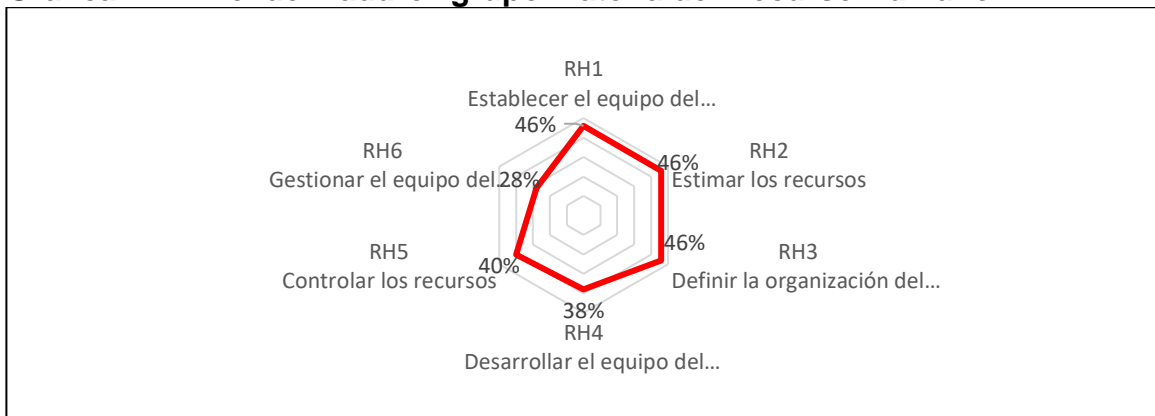 RH1
Establecer el equipo del...
46%
RH2
46%
Estimar los recursos
RH3
46%
Definir la organización del...
38%
RH4
Desarrollar el equipo del...
RH5
40%
Controlar los recursos
RH6
28%
Gestionar el equipo del...